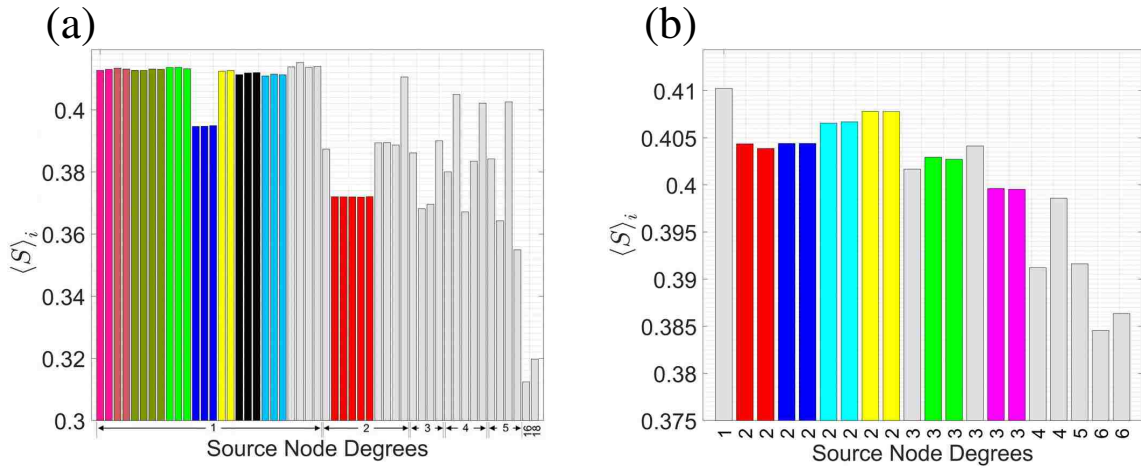 (a)
⟨S⟩ᵢ
0.4
0.38
0.36
0.34
0.32
0.3
1 2 3 4 5 16 18
Source Node Degrees
(b)
⟨S⟩ᵢ
0.41
0.405
0.4
0.395
0.39
0.385
0.38
0.375
1 2 2 2 2 2 2 2 2 3 3 3 3 3 3 4 4 5 6 6
Source Node Degrees